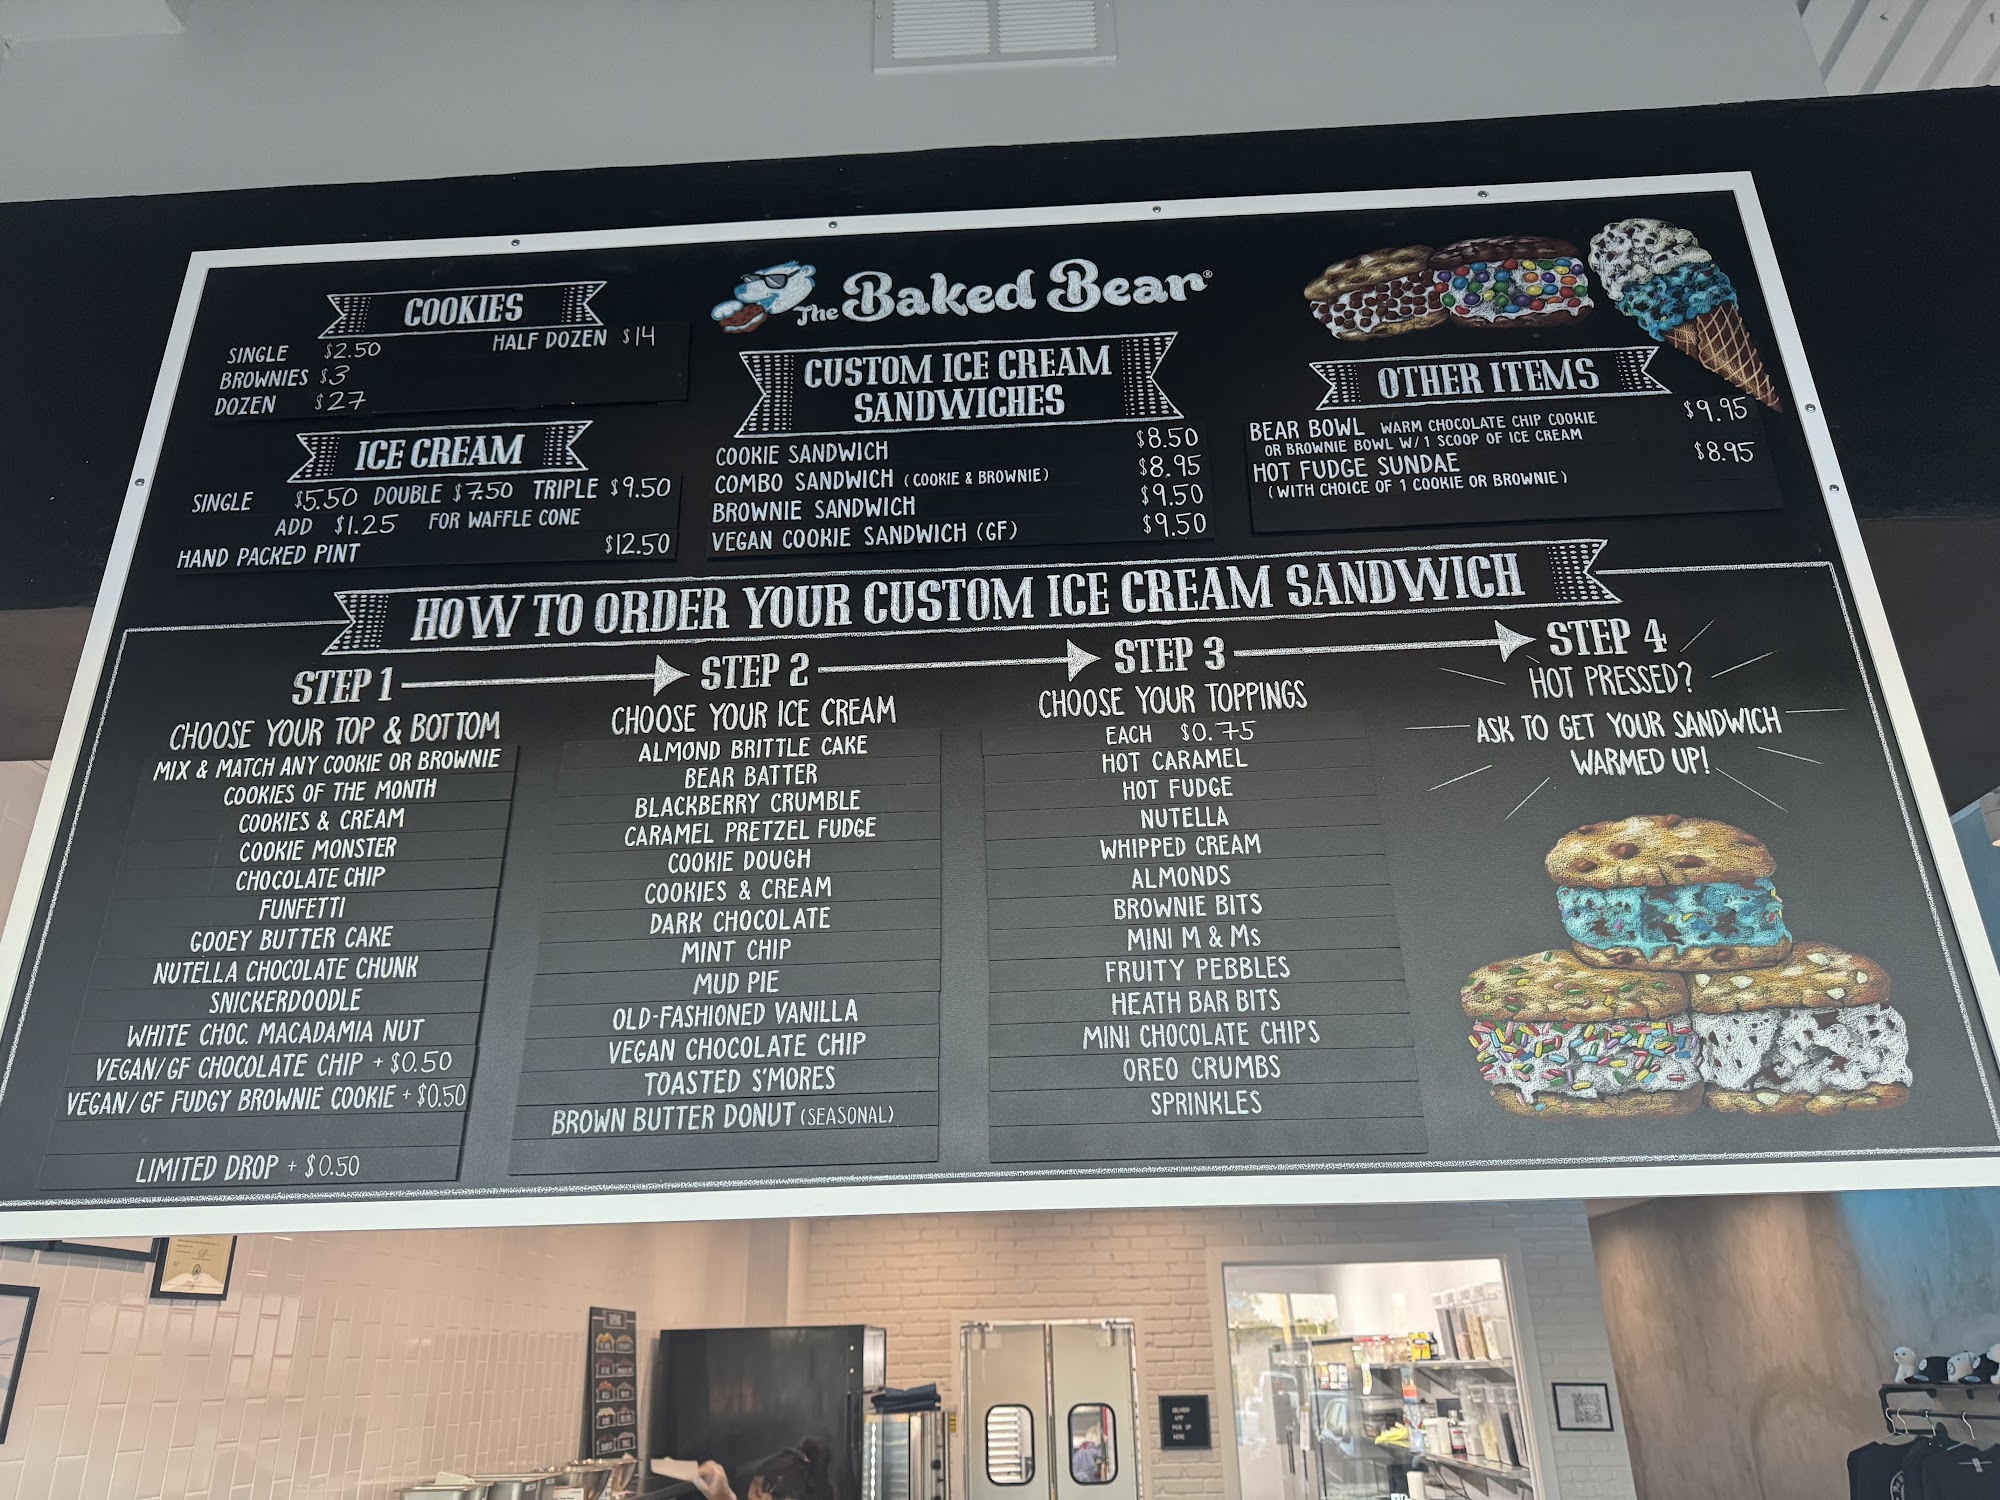 The Baked Bear®
COOKIES
SINGLE $2.50
HALF DOZEN $14
BROWNIES $3
DOZEN $27
ICE CREAM
SINGLE $5.50 DOUBLE $7.50 TRIPLE $9.50
ADD $1.25 FOR WAFFLE CONE
HAND PACKED PINT $12.50
CUSTOM ICE CREAM
SANDWICHES
COOKIE SANDWICH $8.50
COMBO SANDWICH (COOKIE & BROWNIE) $8.95
BROWNIE SANDWICH $9.50
VEGAN COOKIE SANDWICH (GF) $9.50
OTHER ITEMS
BEAR BOWL WARM CHOCOLATE CHIP COOKIE $9.95
OR BROWNIE BOWL W/1 SCOOP OF ICE CREAM
HOT FUDGE SUNDAE $8.95
(WITH CHOICE OF 1 COOKIE OR BROWNIE)
HOW TO ORDER YOUR CUSTOM ICE CREAM SANDWICH
STEP 1
CHOOSE YOUR TOP & BOTTOM
MIX & MATCH ANY COOKIE OR BROWNIE
COOKIES OF THE MONTH
COOKIES & CREAM
COOKIE MONSTER
CHOCOLATE CHIP
FUNFETTI
GOOEY BUTTER CAKE
NUTELLA CHOCOLATE CHUNK
SNICKERDOODLE
WHITE CHOC. MACADAMIA NUT
VEGAN/GF CHOCOLATE CHIP + $0.50
VEGAN/GF FUDGY BROWNIE COOKIE + $0.50
LIMITED DROP + $0.50
STEP 2
CHOOSE YOUR ICE CREAM
ALMOND BRITTLE CAKE
BEAR BATTER
BLACKBERRY CRUMBLE
CARAMEL PRETZEL FUDGE
COOKIE DOUGH
COOKIES & CREAM
DARK CHOCOLATE
MINT CHIP
MUD PIE
OLD-FASHIONED VANILLA
VEGAN CHOCOLATE CHIP
TOASTED S'MORES
BROWN BUTTER DONUT (SEASONAL)
STEP 3
CHOOSE YOUR TOPPINGS
EACH $0.75
HOT CARAMEL
HOT FUDGE
NUTELLA
WHIPPED CREAM
ALMONDS
BROWNIE BITS
MINI M & Ms
FRUITY PEBBLES
HEATH BAR BITS
MINI CHOCOLATE CHIPS
OREO CRUMBS
SPRINKLES
STEP 4
HOT PRESSED?
ASK TO GET YOUR SANDWICH
WARMED UP!
DELIVERY
APP
PICK UP
HERE